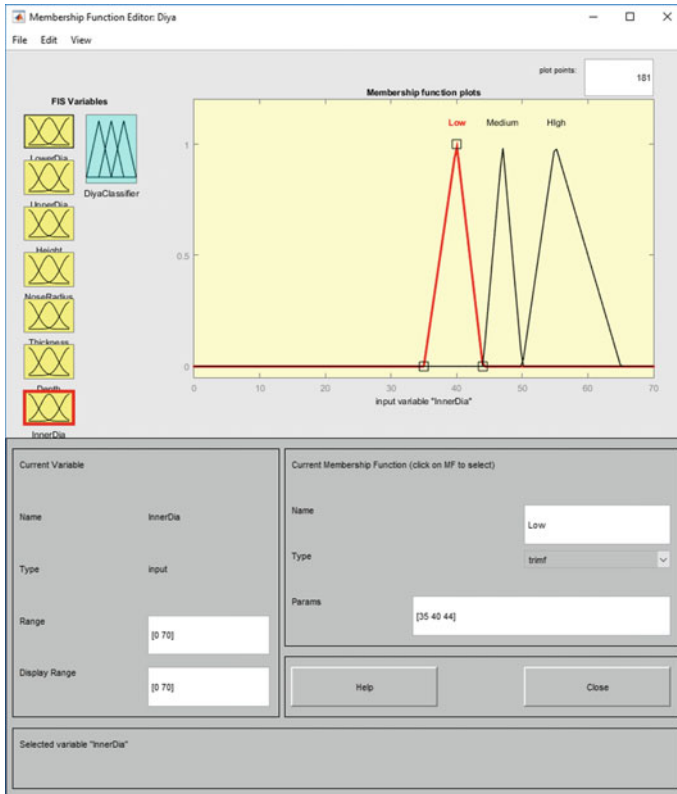 Membership Function Editor: Diya
File Edit View
plot points:
181
FIS Variables
LowerDia
UpperDia
Height
NoseRadius
Thickness
Depth
InnerDia
DiyaClassifier
Membership function plots
Low Medium HIgh
1
0.5
0
0 10 20 30 40 50 60 70
input variable "InnerDia"
Current Variable
Name InnerDia
Type input
Range [0 70]
Display Range [0 70]
Current Membership Function (click on MF to select)
Name Low
Type trimf
Params [35 40 44]
Help Close
Selected variable "InnerDia"